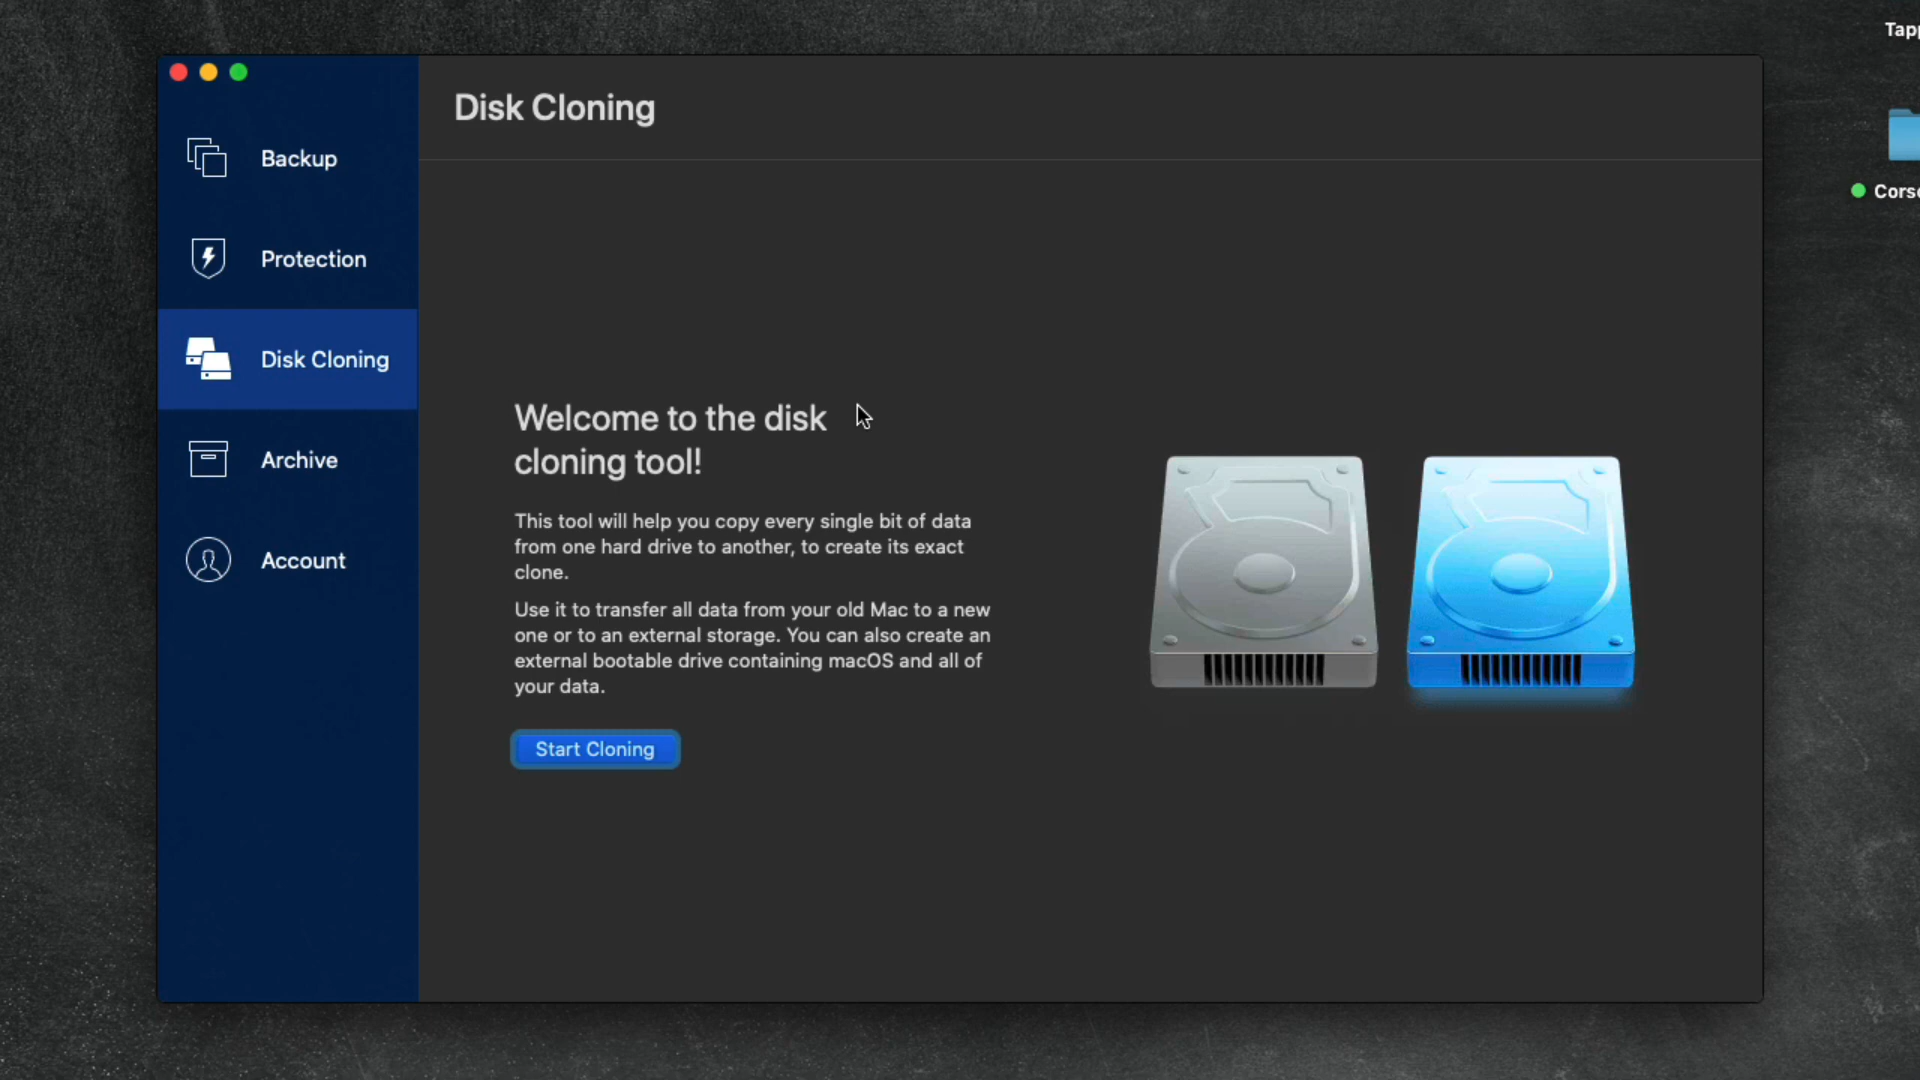 Disk Cloning
Backup
Protection
Disk Cloning
Archive
Account
Welcome to the disk
cloning tool!
This tool will help you copy every single bit of data
from one hard drive to another, to create its exact
clone.
Use it to transfer all data from your old Mac to a new
one or to an external storage. You can also create an
external bootable drive containing macOS and all of
your data.
Start Cloning